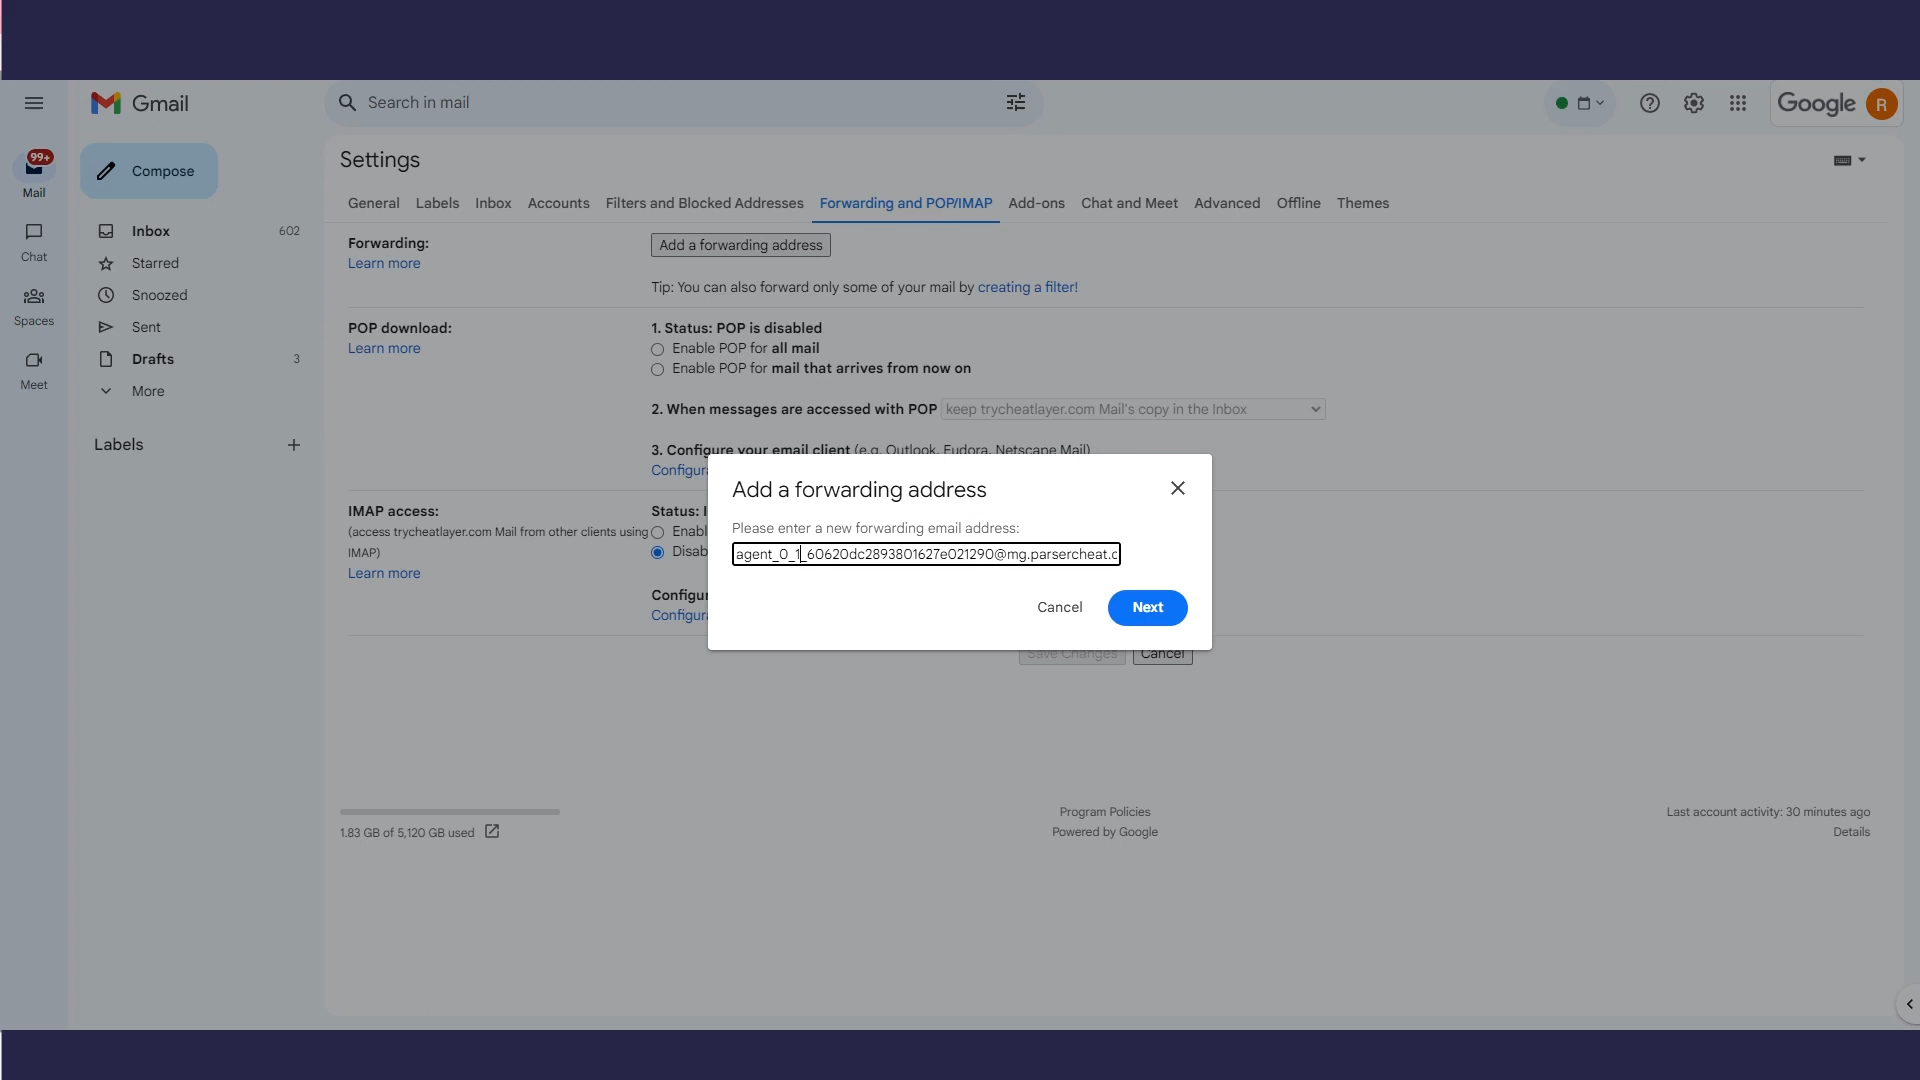 Gmail
Search in mail
Google
R
99+
Mail
Chat
Spaces
Meet
Compose
Inbox 602
Starred
Snoozed
Sent
Drafts 3
More
Labels
Settings
General Labels Inbox Accounts Filters and Blocked Addresses Forwarding and POP/IMAP Add-ons Chat and Meet Advanced Offline Themes
Forwarding:
Learn more
Add a forwarding address
Tip: You can also forward only some of your mail by creating a filter!
POP download:
Learn more
1. Status: POP is disabled
Enable POP for all mail
Enable POP for mail that arrives from now on
2. When messages are accessed with POP keep trycheatlayer.com Mail's copy in the Inbox
3. Configure your email client (e.g. Outlook, Eudora, Netscape Mail)
Configura
IMAP access:
(access trycheatlayer.com Mail from other clients using
IMAP)
Learn more
Status: I
Enabl
Disab
Configur
Configura
Add a forwarding address
Please enter a new forwarding email address:
agent_0_1_60620dc2893801627e021290@mg.parsercheat.c
Cancel
Next
Save Changes
Cancel
1.83 GB of 5,120 GB used
Program Policies
Powered by Google
Last account activity: 30 minutes ago
Details